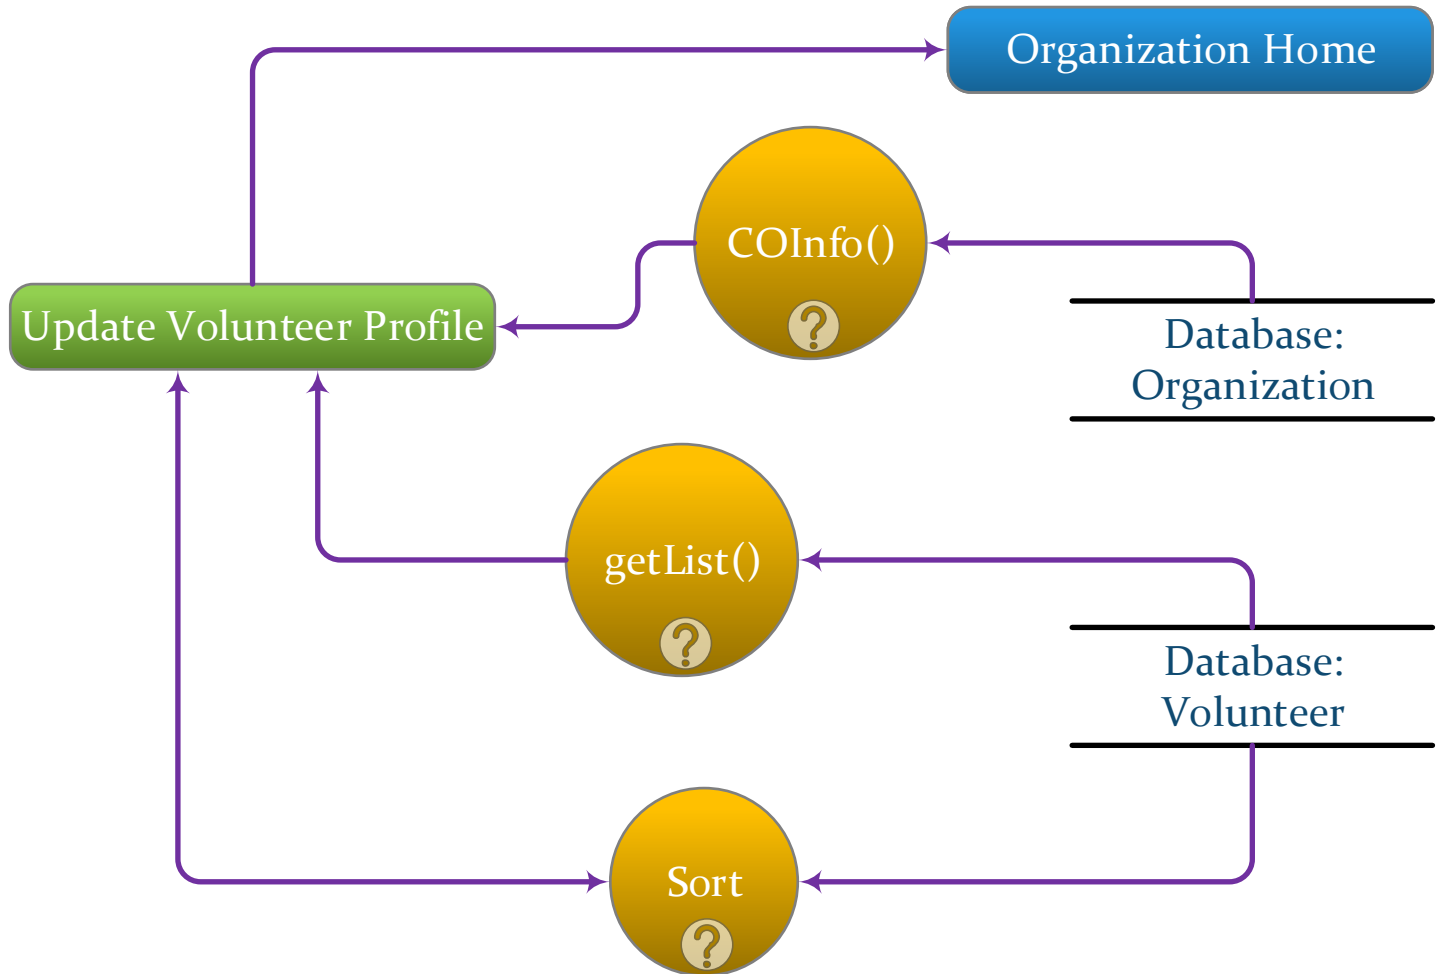 Organization Home
COInfo()
?
Update Volunteer Profile
Database:
Organization
getList()
?
Database:
Volunteer
Sort
?